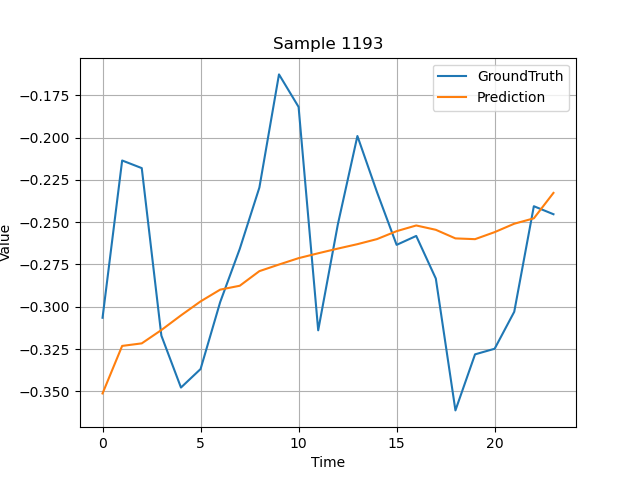 Sample 1193
GroundTruth
Prediction
−0.175
−0.200
−0.225
−0.250
−0.275
−0.300
−0.325
−0.350
Value
0 5 10 15 20
Time